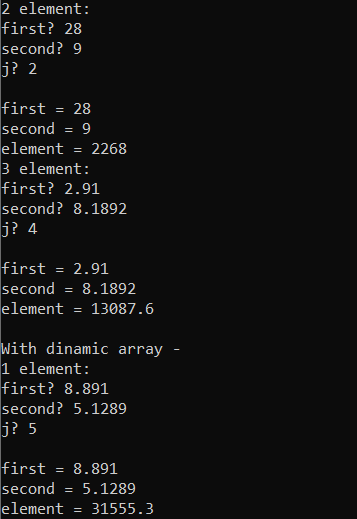 2 element:
first? 28
second? 9
j? 2
first = 28
second = 9
element = 2268
3 element:
first? 2.91
second? 8.1892
j? 4
first = 2.91
second = 8.1892
element = 13087.6
With dinamic array -
1 element:
first? 8.891
second? 5.1289
j? 5
first = 8.891
second = 5.1289
element = 31555.3